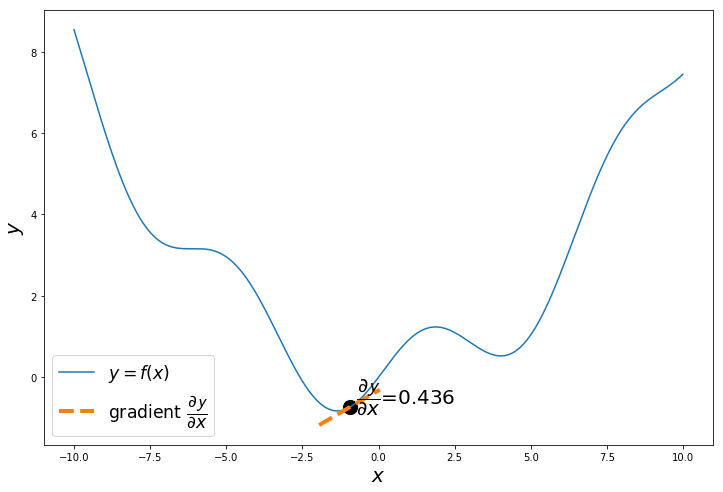 8
6
4
2
0
y
y = f(x)
gradient ∂y/∂x
∂y/∂x=0.436
−10.0 −7.5 −5.0 −2.5 0.0 2.5 5.0 7.5 10.0
x